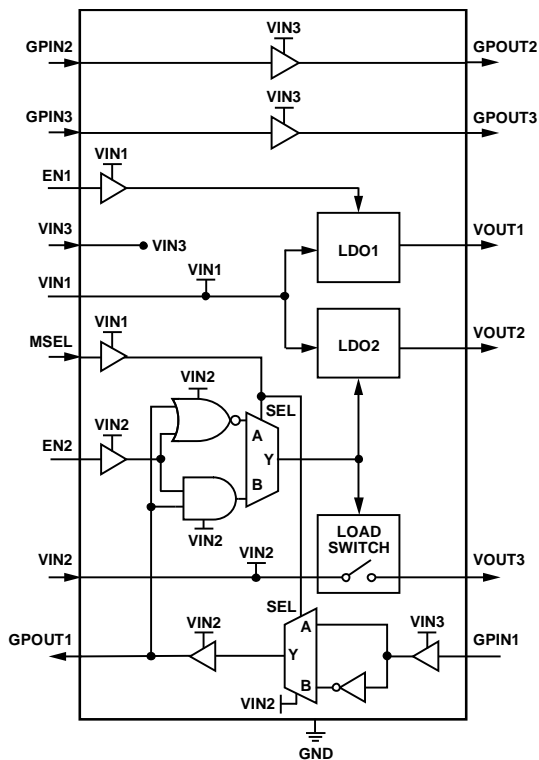 VIN3
GPIN2
GPOUT2
VIN3
GPIN3
GPOUT3
VIN1
EN1
VIN3
VIN3
LDO1
VOUT1
VIN1
VIN1
VIN1
MSEL
LDO2
VOUT2
VIN2
SEL
A
VIN2
EN2
Y
B
VIN2
LOAD
SWITCH
VIN2
VIN2
VOUT3
SEL
A
VIN2
VIN3
GPOUT1
GPIN1
Y
B
VIN2
GND